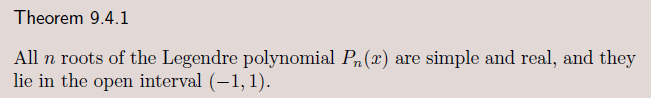 Theorem 9.4.1
All n roots of the Legendre polynomial Pₙ(x) are simple and real, and they
lie in the open interval (−1, 1).